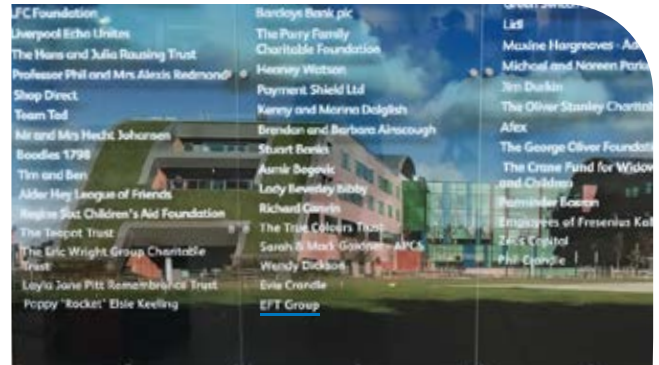 LFC Foundation
Liverpool Echo Unites
The Hans and Julia Rausing Trust
Professor Phil and Mrs Alexis Redmond
Shop Direct
Team Ted
Mr and Mrs Hecht Johansen
Boodles 1798
Tim and Ben
Alder Hey League of Friends
Children's Aid Foundation
The Teapot Trust
The Eric Wright Group Charitable
Trust
Layla Jane Pitt Remembrance Trust
Poppy "Rocket" Elsie Keeling
Barclays Bank plc
The Parry Family
Charitable Foundation
Heaney Watson
Payment Shield Ltd
Kenny and Marina Dalglish
Brendan and Barbara Ainscough
Stuart Banks
Asmir Begovic
Lady Beverley Bibby
Richard
The True Colours Trust
Sarah & Mark Gardner - APCS
Wendy Dickson
Evie Crandle
EFT Group
Lidl
Maxine Hargreaves -
Michael and Noreen
Jim Durkin
The Oliver Stanley
Afex
The George Oliver
The Crane Fund for
and Children
Parminder Basran
Employees of Fresenius
Capital
Phil Crandle